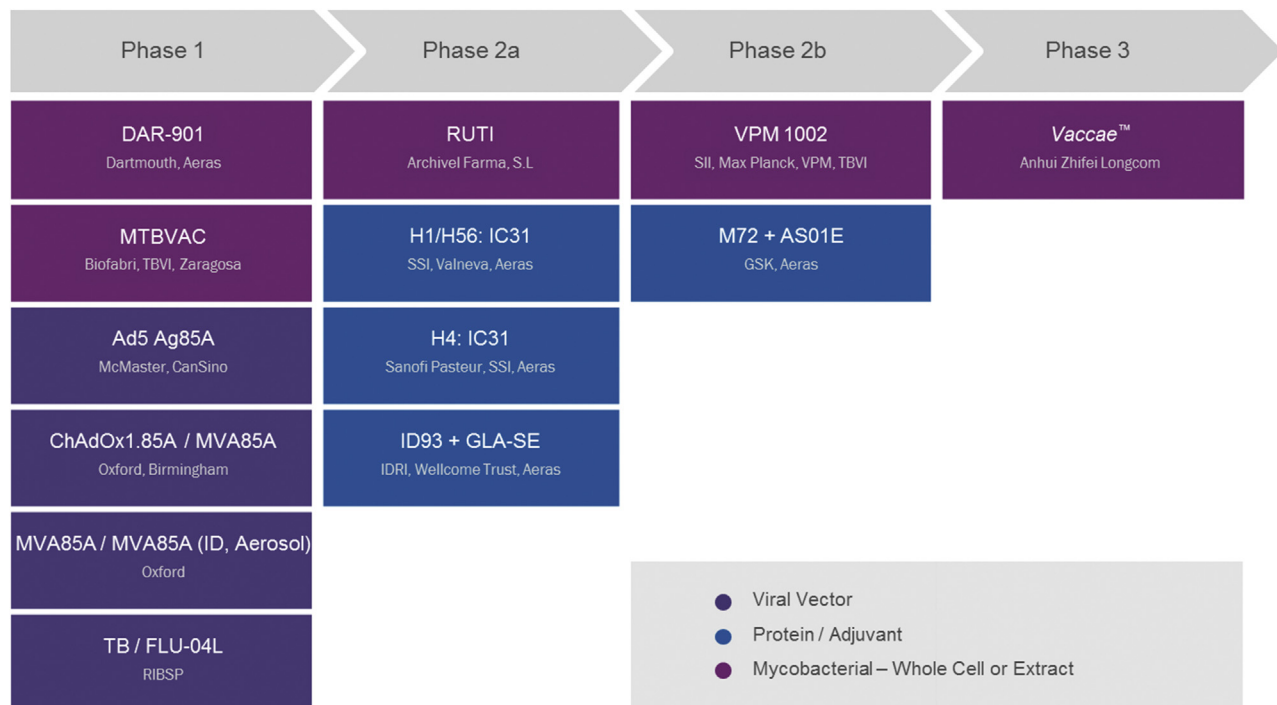 Phase 1
Phase 2a
Phase 2b
Phase 3
DAR-901
Dartmouth, Aeras
RUTI
Archivel Farma, S.L
VPM 1002
SII, Max Planck, VPM, TBVI
Vaccae™
Anhui Zhifei Longcom
MTBVAC
Biofabri, TBVI, Zaragosa
H1/H56: IC31
SSI, Valneva, Aeras
M72 + AS01E
GSK, Aeras
Ad5 Ag85A
McMaster, CanSino
H4: IC31
Sanofi Pasteur, SSI, Aeras
ChAdOx1.85A / MVA85A
Oxford, Birmingham
ID93 + GLA-SE
IDRI, Wellcome Trust, Aeras
MVA85A / MVA85A (ID, Aerosol)
Oxford
TB / FLU-04L
RIBSP
Viral Vector
Protein / Adjuvant
Mycobacterial – Whole Cell or Extract